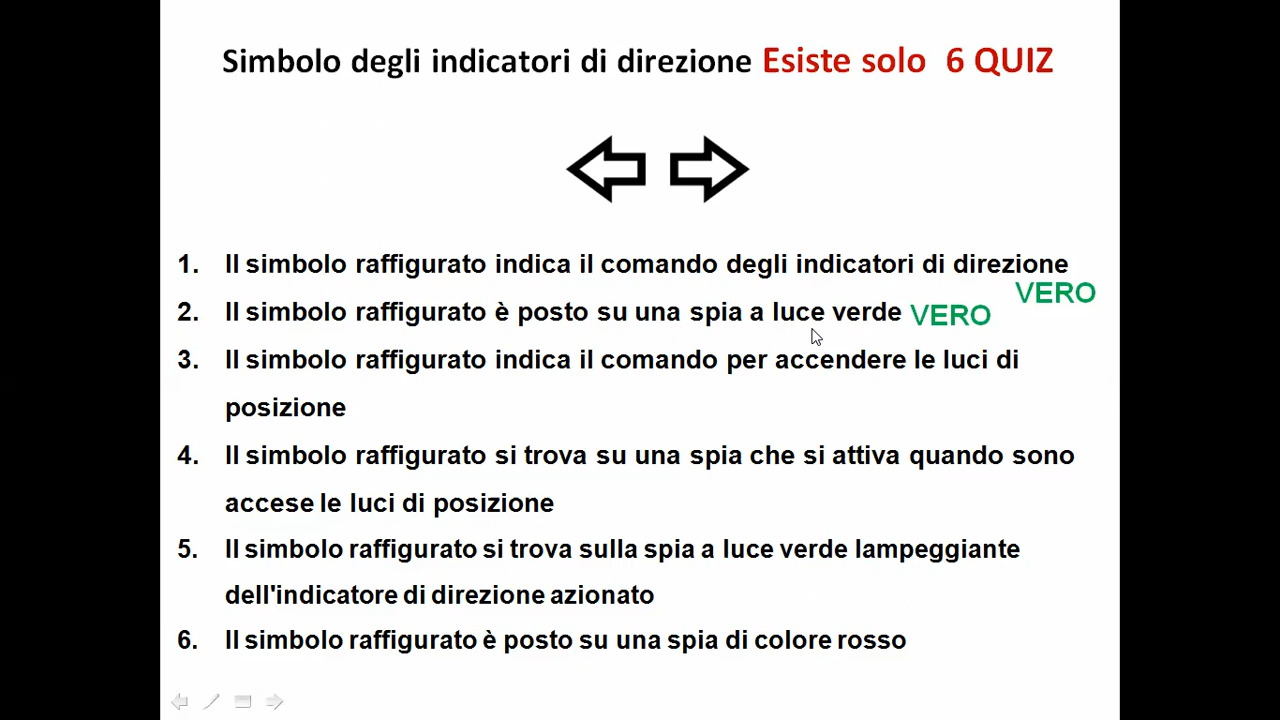 Simbolo degli indicatori di direzione Esiste solo 6 QUIZ
1. Il simbolo raffigurato indica il comando degli indicatori di direzione
VERO
2. Il simbolo raffigurato è posto su una spia a luce verde VERO
3. Il simbolo raffigurato indica il comando per accendere le luci di
posizione
4. Il simbolo raffigurato si trova su una spia che si attiva quando sono
accese le luci di posizione
5. Il simbolo raffigurato si trova sulla spia a luce verde lampeggiante
dell'indicatore di direzione azionato
6. Il simbolo raffigurato è posto su una spia di colore rosso